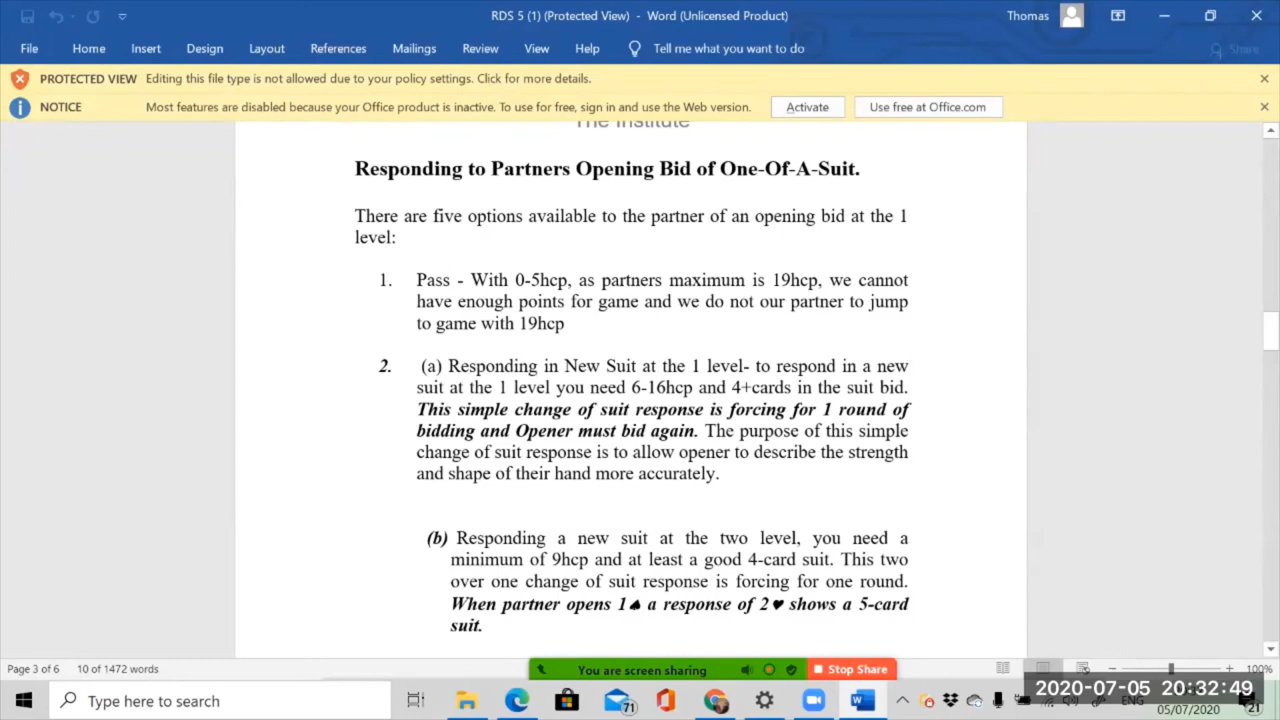 RDS 5 (1) (Protected View) - Word (Unlicensed Product)
Thomas
File Home Insert Design Layout References Mailings Review View Help Tell me what you want to do Share
PROTECTED VIEW Editing this file type is not allowed due to your policy settings. Click for more details.
NOTICE Most features are disabled because your Office product is inactive. To use for free, sign in and use the Web version. Activate Use free at Office.com
The Institute
Responding to Partners Opening Bid of One-Of-A-Suit.
There are five options available to the partner of an opening bid at the 1
level:
1. Pass - With 0-5hcp, as partners maximum is 19hcp, we cannot
have enough points for game and we do not our partner to jump
to game with 19hcp
2. (a) Responding in New Suit at the 1 level- to respond in a new
suit at the 1 level you need 6-16hcp and 4+cards in the suit bid.
This simple change of suit response is forcing for 1 round of
bidding and Opener must bid again. The purpose of this simple
change of suit response is to allow opener to describe the strength
and shape of their hand more accurately.
(b) Responding a new suit at the two level, you need a
minimum of 9hcp and at least a good 4-card suit. This two
over one change of suit response is forcing for one round.
When partner opens 1♠ a response of 2♥ shows a 5-card
suit.
Page 3 of 6 10 of 1472 words
You are screen sharing Stop Share
100%
Type here to search
71
2020-07-05 20:32:49
ENG
05/07/2020
21